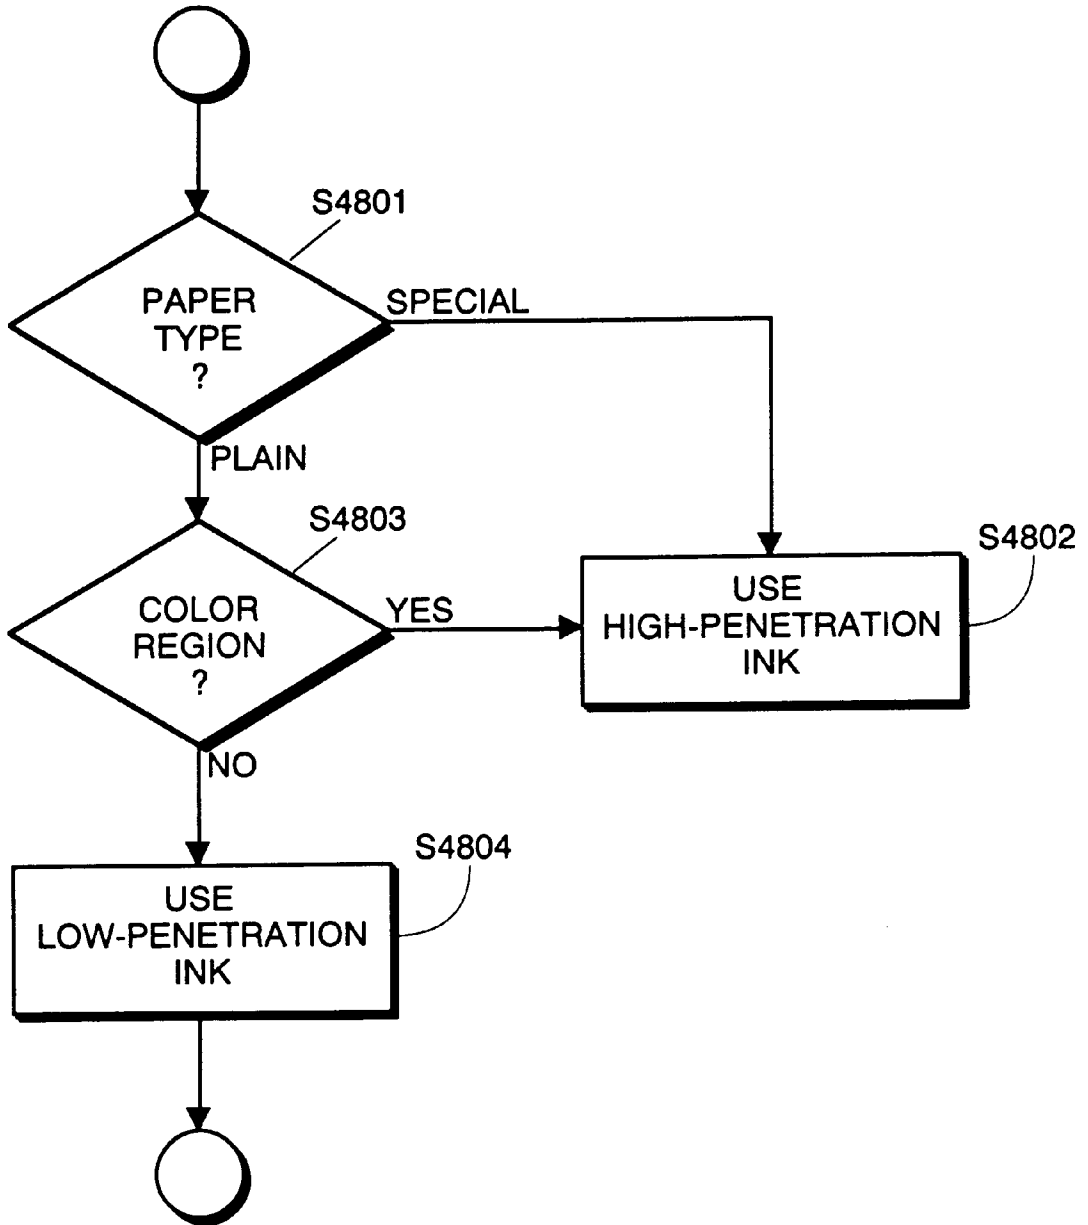 S4801
PAPER
TYPE
?
SPECIAL
PLAIN
S4803
COLOR
REGION
?
YES
NO
S4802
USE
HIGH-PENETRATION
INK
S4804
USE
LOW-PENETRATION
INK